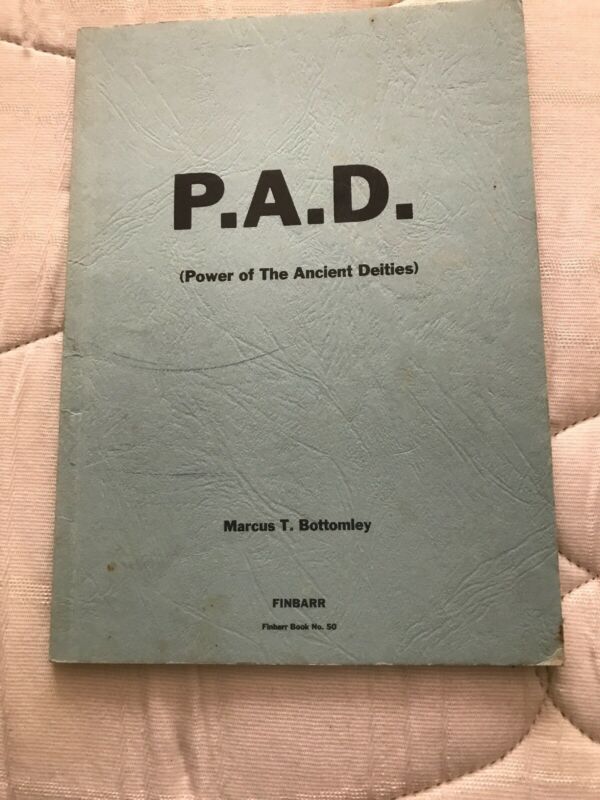 P.A.D.
(Power of The Ancient Deities)
Marcus T. Bottomley
FINBARR
Finbarr Book No. 50